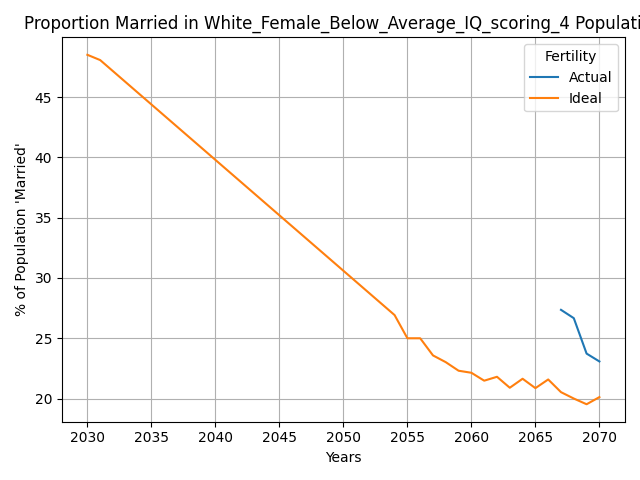 Proportion Married in White_Female_Below_Average_IQ_scoring_4 Populati
Fertility
Actual
Ideal
% of Population 'Married'
45
40
35
30
25
20
2030 2035 2040 2045 2050 2055 2060 2065 2070
Years